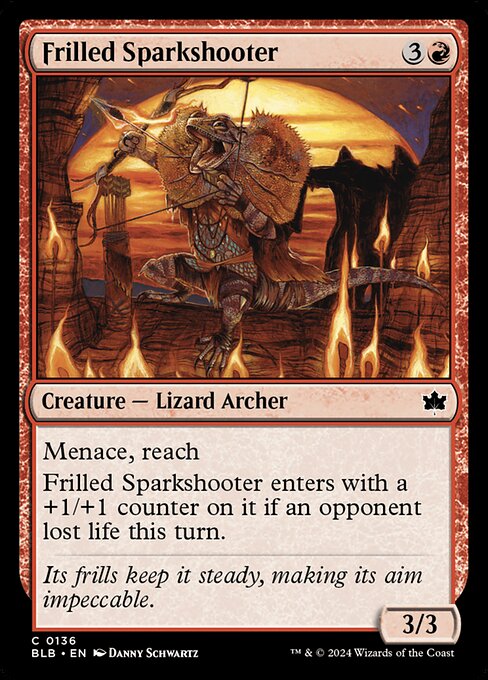 Frilled Sparkshooter 3
Creature — Lizard Archer
Menace, reach
Frilled Sparkshooter enters with a
+1/+1 counter on it if an opponent
lost life this turn.
Its frills keep it steady, making its aim
impeccable.
3/3
C 0136
BLB • EN Danny Schwartz
™ & © 2024 Wizards of the Coast